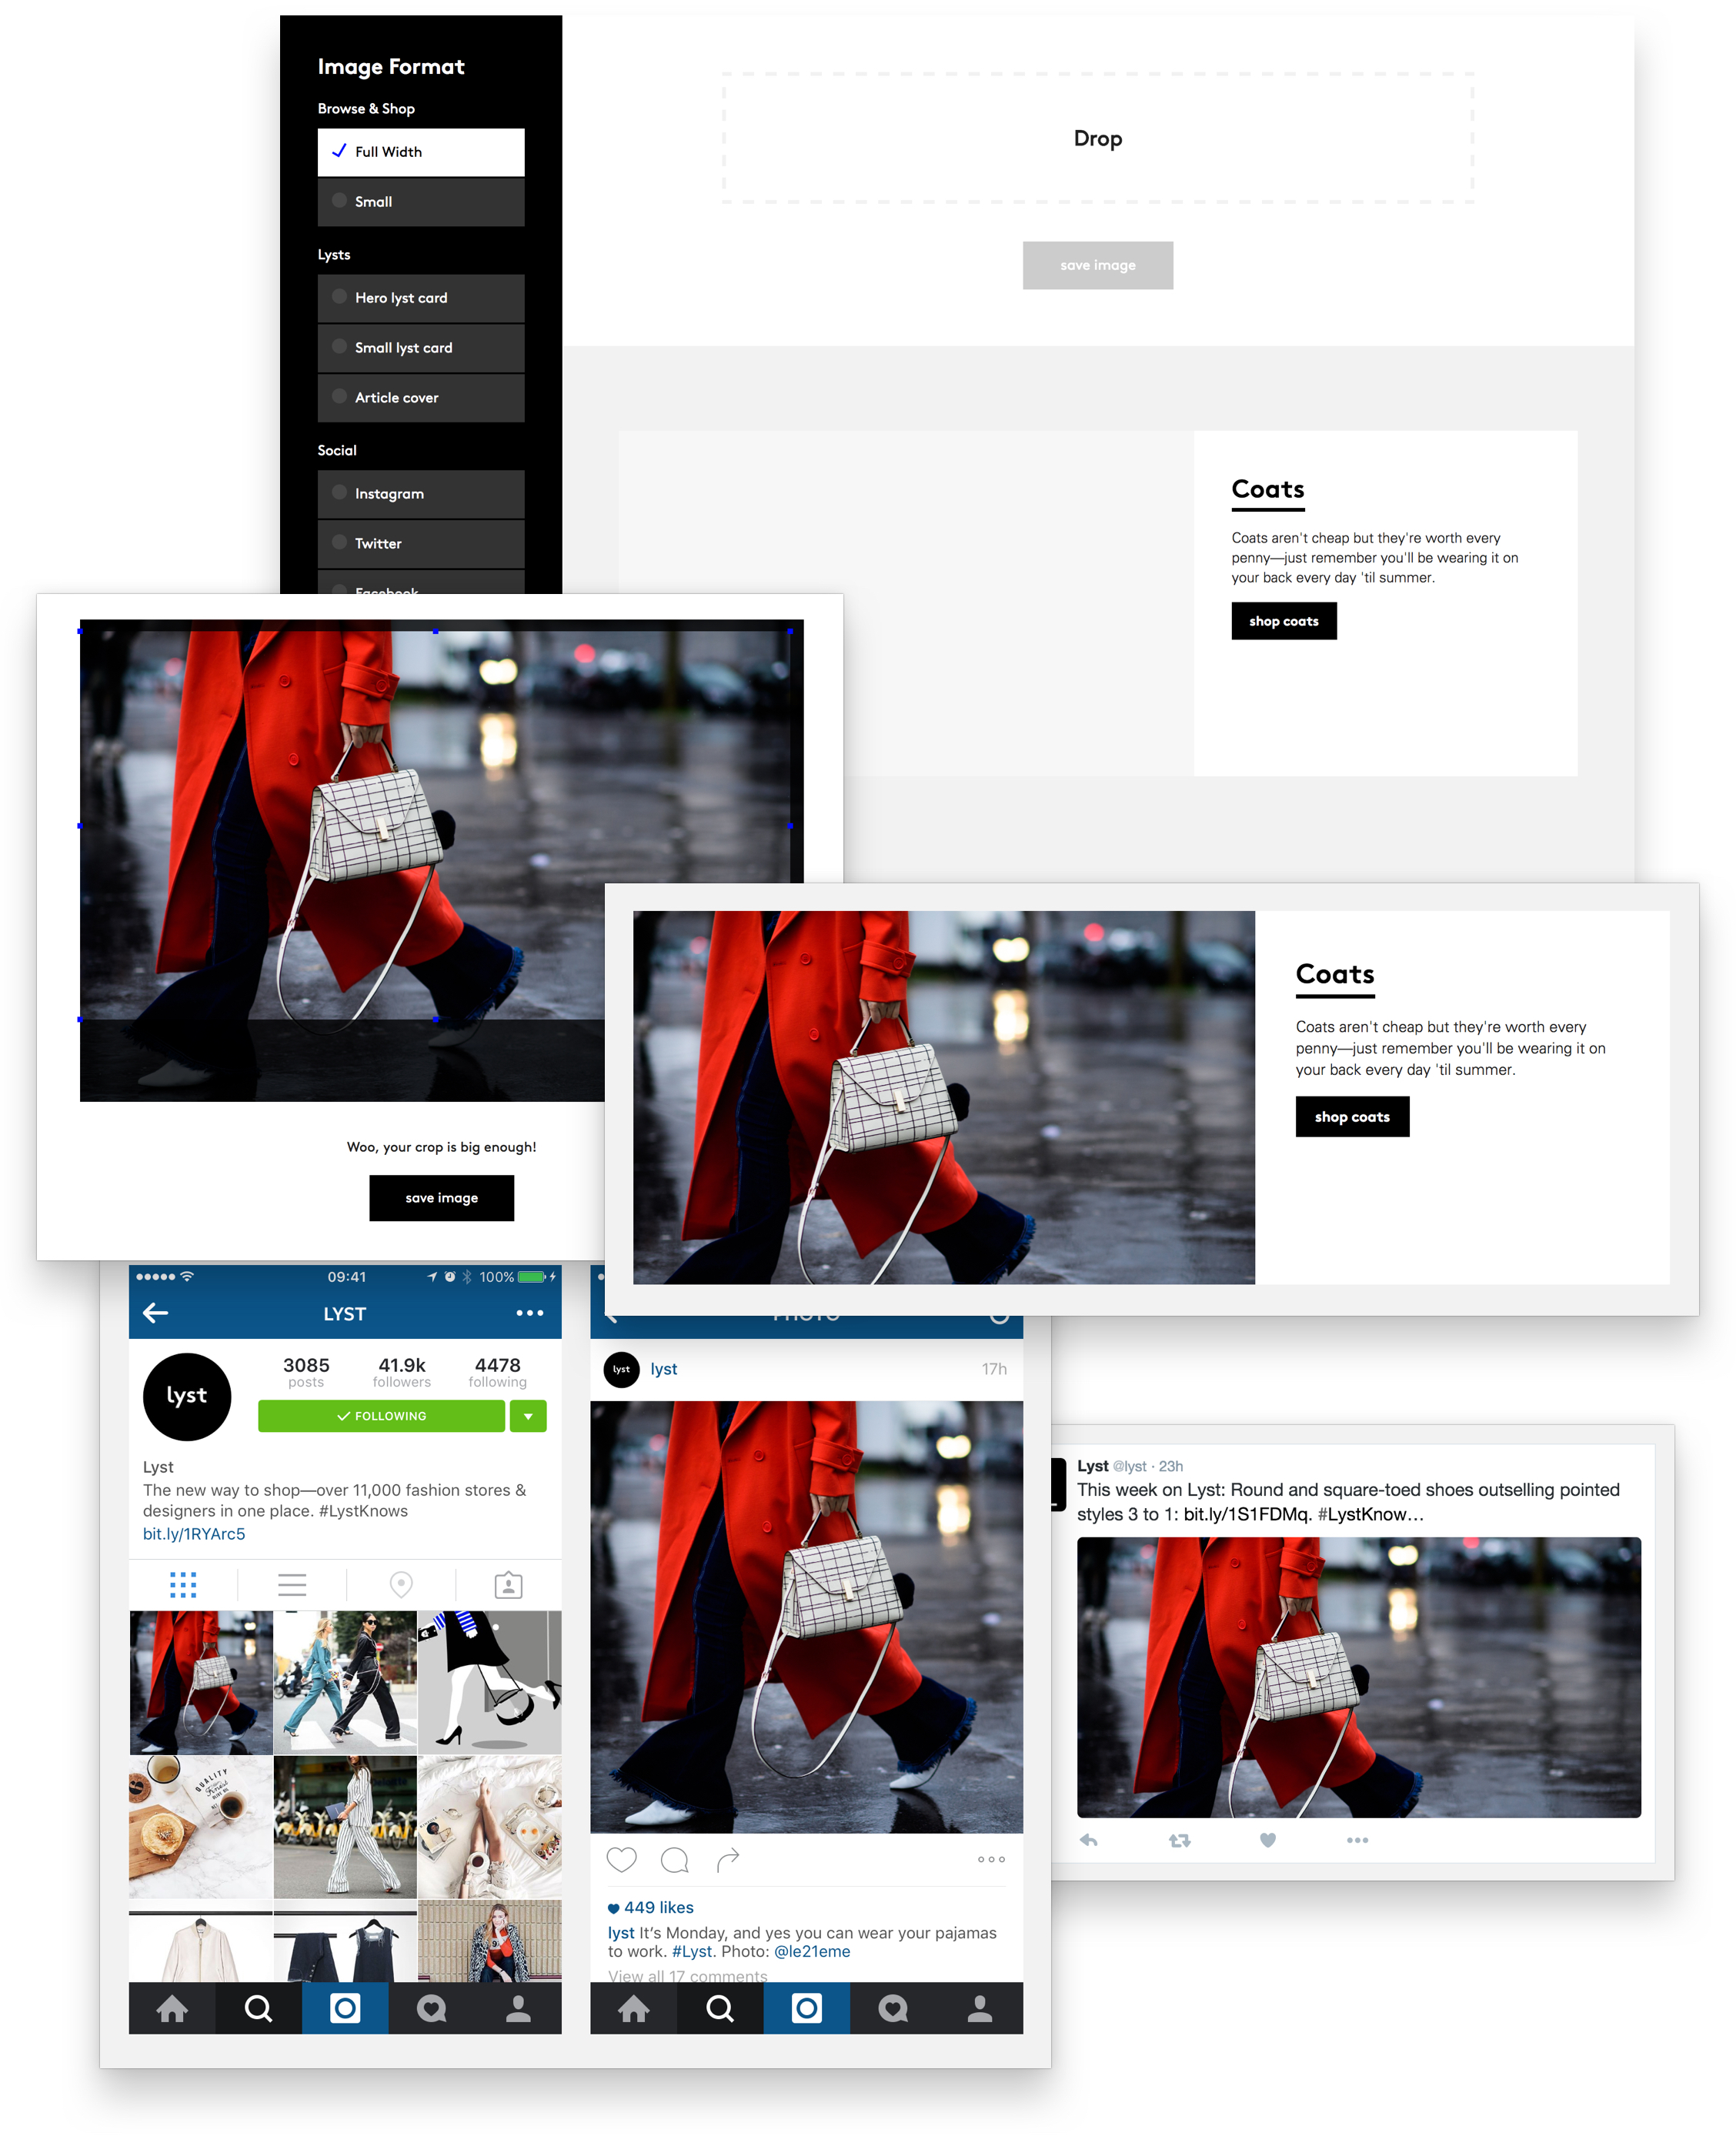 Image Format
Browse & Shop
Full Width
Small
Lysts
Hero lyst card
Small lyst card
Article cover
Social
Instagram
Twitter
Facebook
Drop
save image
Coats
Coats aren't cheap but they're worth every
penny—just remember you'll be wearing it on
your back every day 'til summer.
shop coats
Woo, your crop is big enough!
save image
Coats
Coats aren't cheap but they're worth every
penny—just remember you'll be wearing it on
your back every day 'til summer.
shop coats
09:41
100%
LYST
lyst
3085
posts
41.9k
followers
4478
following
FOLLOWING
Lyst
The new way to shop—over 11,000 fashion stores &
designers in one place. #LystKnows
bit.ly/1RYArc5
QUALITY
PHOTO
lyst
lyst
17h
449 likes
lyst It's Monday, and yes you can wear your pajamas
to work. #Lyst. Photo: @le21eme
View all 17 comments
Lyst @lyst · 23h
This week on Lyst: Round and square-toed shoes outselling pointed
styles 3 to 1: bit.ly/1S1FDMq. #LystKnow…